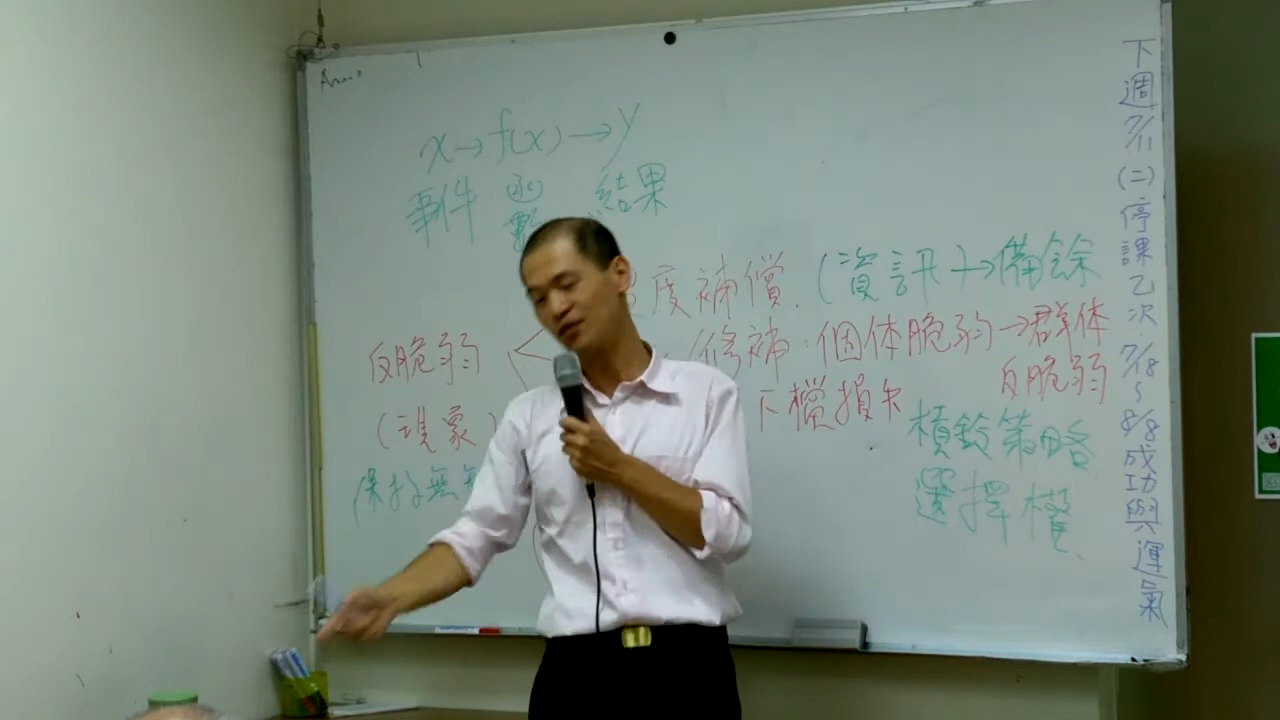 x→f(x)→y
事件 函數 結果
度補償 (資訊)→備餘
反脆弱 < 修補:個体脆弱→群体反脆弱
(現象) 下檔損失
槓鈴策略
選擇權
下週7/11(二)停課乙次 7/18~8/8成功與運氣